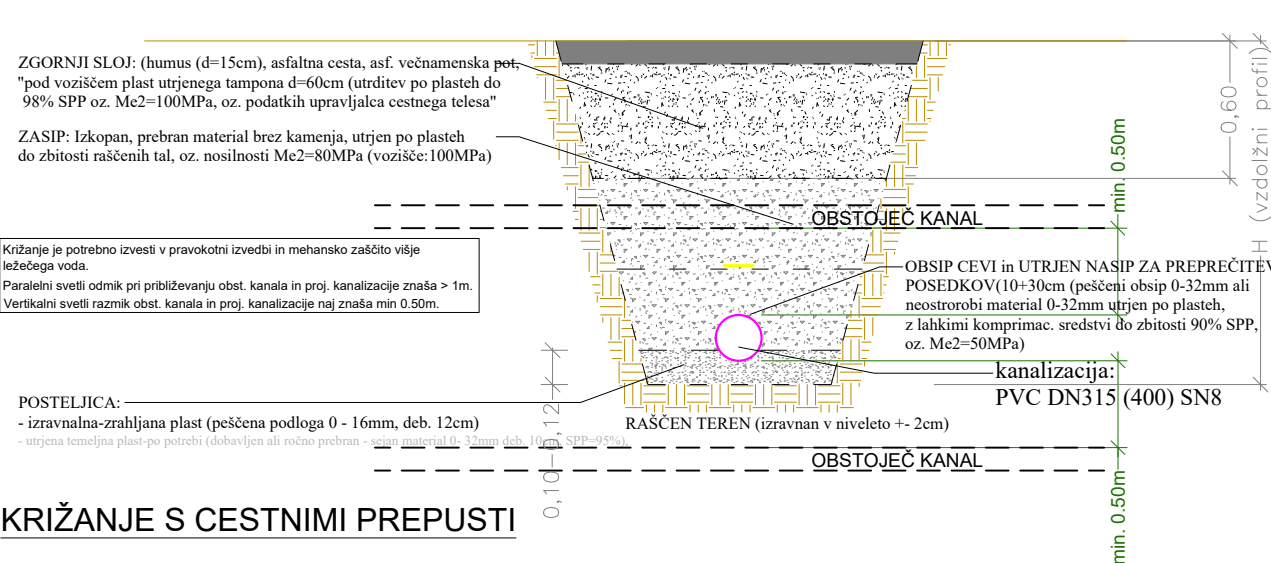 ZGORNJI SLOJ: (humus (d=15cm), asfaltna cesta, asf. večnamenska pot,
"pod voziščem plast utrjenega tampona d=60cm (utrditev po plasteh do
98% SPP oz. Me2=100MPa, oz. podatkih upravljalca cestnega telesa"
ZASIP: Izkopan, prebran material brez kamenja, utrjen po plasteh
do zbitosti raščenih tal, oz. nosilnosti Me2=80MPa (vozišče:100MPa)
0,60
H (vzdolžni profil)
min. 0.50m
OBSTOJEČ KANAL
Križanje je potrebno izvesti v pravokotni izvedbi in mehansko zaščito višje
ležečega voda.
Paralelni svetli odmik pri približevanju obst. kanala in proj. kanalizacije znaša > 1m.
Vertikalni svetli razmik obst. kanala in proj. kanalizacije naj znaša min 0.50m.
OBSIP CEVI in UTRJEN NASIP ZA PREPREČITEV
POSEDKOV(10+30cm (peščeni obsip 0-32mm ali
neostrorobi material 0-32mm utrjen po plasteh,
z lahkimi komprimac. sredstvi do zbitosti 90% SPP,
oz. Me2=50MPa)
kanalizacija:
PVC DN315 (400) SN8
POSTELJICA:
- izravnalna-zrahljana plast (peščena podloga 0 - 16mm, deb. 12cm)
- utrjena temeljna plast-po potrebi (dobavljen ali ročno prebran - sejan material 0- 32mm deb. 10cm, SPP=95%),
0,10-0,12
RAŠČEN TEREN (izravnan v niveleto +- 2cm)
OBSTOJEČ KANAL
min. 0.50m
KRIŽANJE S CESTNIMI PREPUSTI